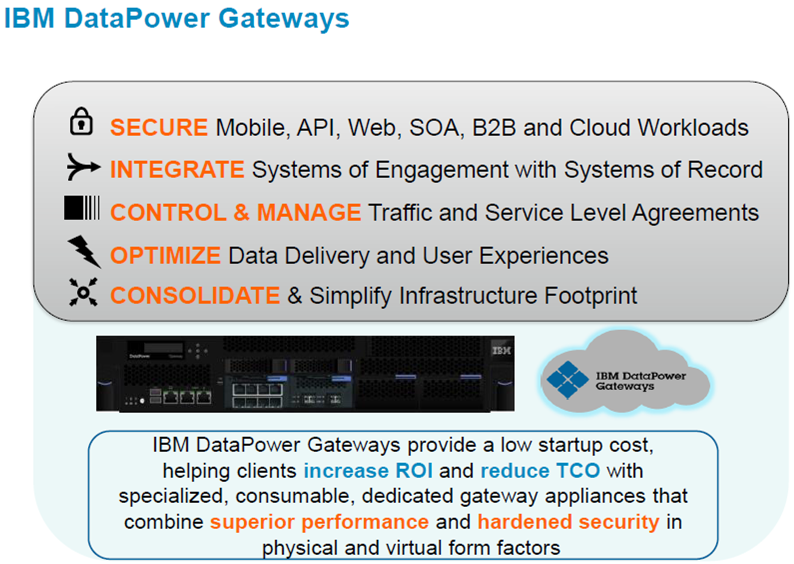 IBM DataPower Gateways
SECURE Mobile, API, Web, SOA, B2B and Cloud Workloads
INTEGRATE Systems of Engagement with Systems of Record
CONTROL & MANAGE Traffic and Service Level Agreements
OPTIMIZE Data Delivery and User Experiences
CONSOLIDATE & Simplify Infrastructure Footprint
DataPower Gateway
IBM
IBM DataPower
Gateways
IBM DataPower Gateways provide a low startup cost,
helping clients increase ROI and reduce TCO with
specialized, consumable, dedicated gateway appliances that
combine superior performance and hardened security in
physical and virtual form factors